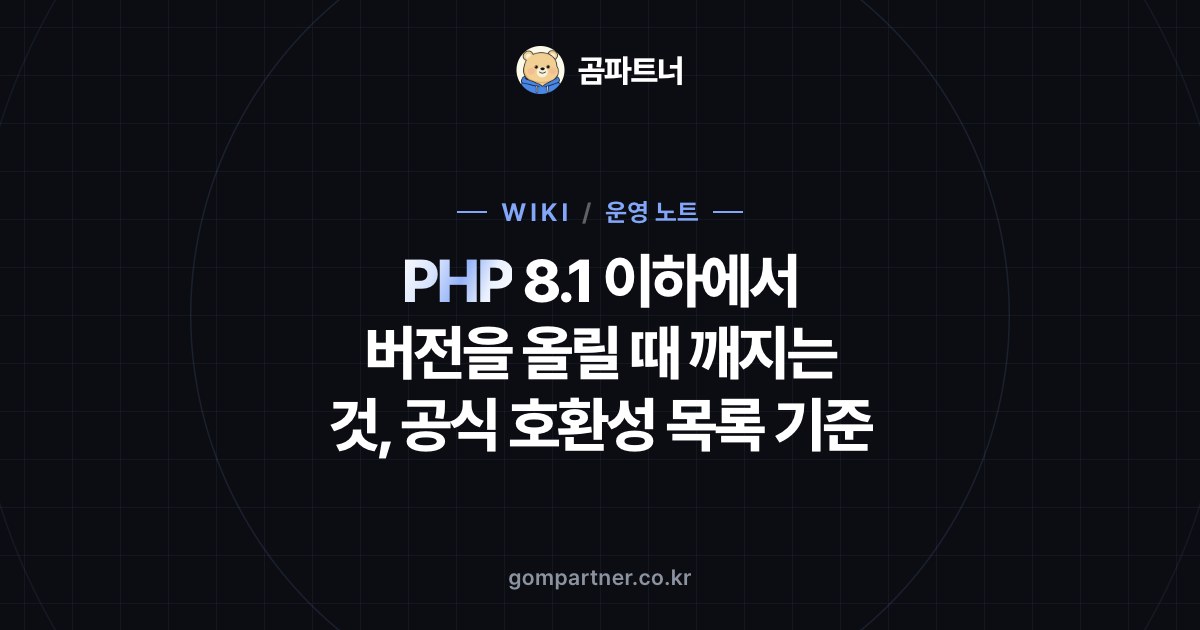 곰파트너
WIKI / 운영 노트
PHP 8.1 이하에서
버전을 올릴 때 깨지는
것, 공식 호환성 목록 기준
gompartner.co.kr